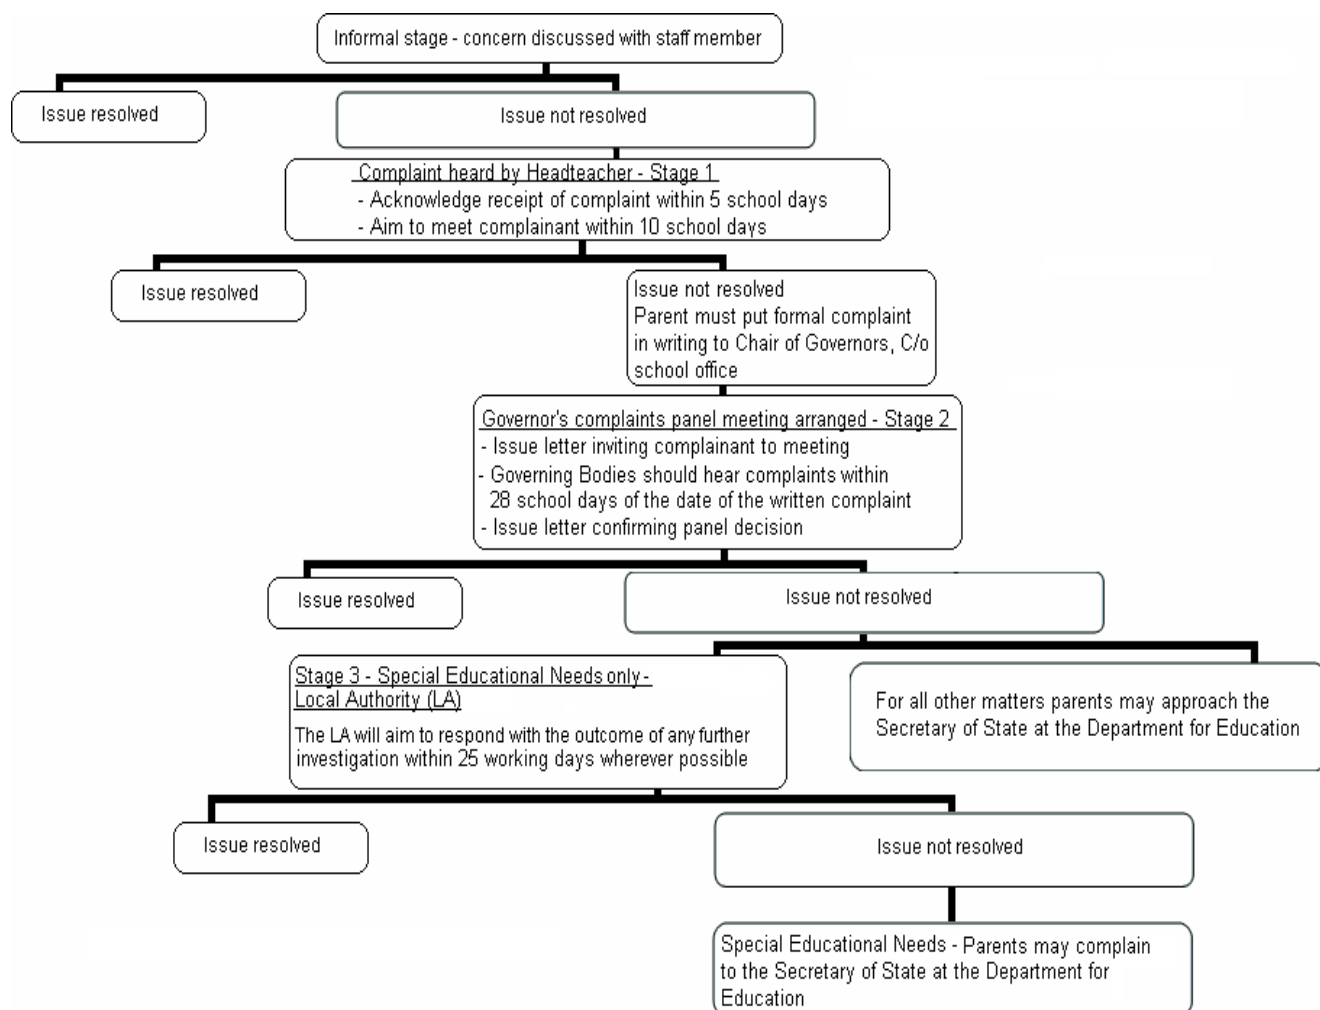 Informal stage - concern discussed with staff member
Issue resolved
Issue not resolved
Complaint heard by Headteacher - Stage 1
- Acknowledge receipt of complaint within 5 school days
- Aim to meet complainant within 10 school days
Issue resolved
Issue not resolved
Parent must put formal complaint
in writing to Chair of Governors, C/o
school office
Governor's complaints panel meeting arranged - Stage 2
- Issue letter inviting complainant to meeting
- Governing Bodies should hear complaints within
28 school days of the date of the written complaint
- Issue letter confirming panel decision
Issue resolved
Issue not resolved
Stage 3 - Special Educational Needs only -
Local Authority (LA)
The LA will aim to respond with the outcome of any further
investigation within 25 working days wherever possible
For all other matters parents may approach the
Secretary of State at the Department for Education
Issue resolved
Issue not resolved
Special Educational Needs - Parents may complain
to the Secretary of State at the Department for
Education